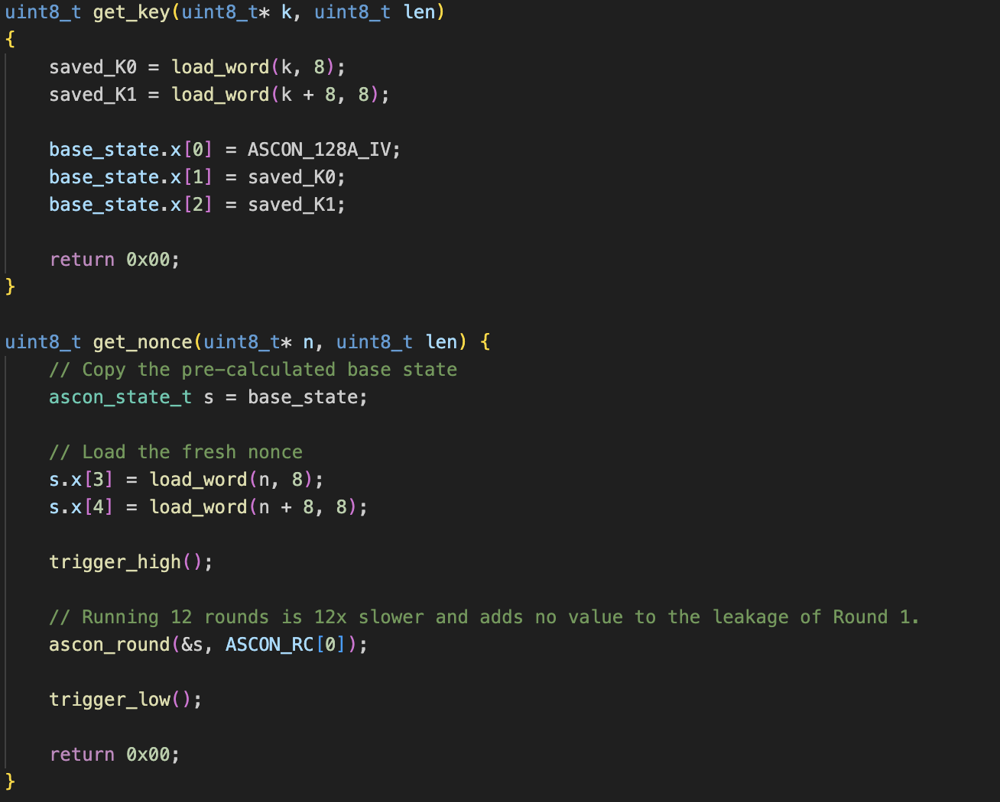 uint8_t get_key(uint8_t* k, uint8_t len)
{
    saved_K0 = load_word(k, 8);
    saved_K1 = load_word(k + 8, 8);

    base_state.x[0] = ASCON_128A_IV;
    base_state.x[1] = saved_K0;
    base_state.x[2] = saved_K1;

    return 0x00;
}

uint8_t get_nonce(uint8_t* n, uint8_t len) {
    // Copy the pre-calculated base state
    ascon_state_t s = base_state;

    // Load the fresh nonce
    s.x[3] = load_word(n, 8);
    s.x[4] = load_word(n + 8, 8);

    trigger_high();

    // Running 12 rounds is 12x slower and adds no value to the leakage of Round 1.
    ascon_round(&s, ASCON_RC[0]);

    trigger_low();

    return 0x00;
}